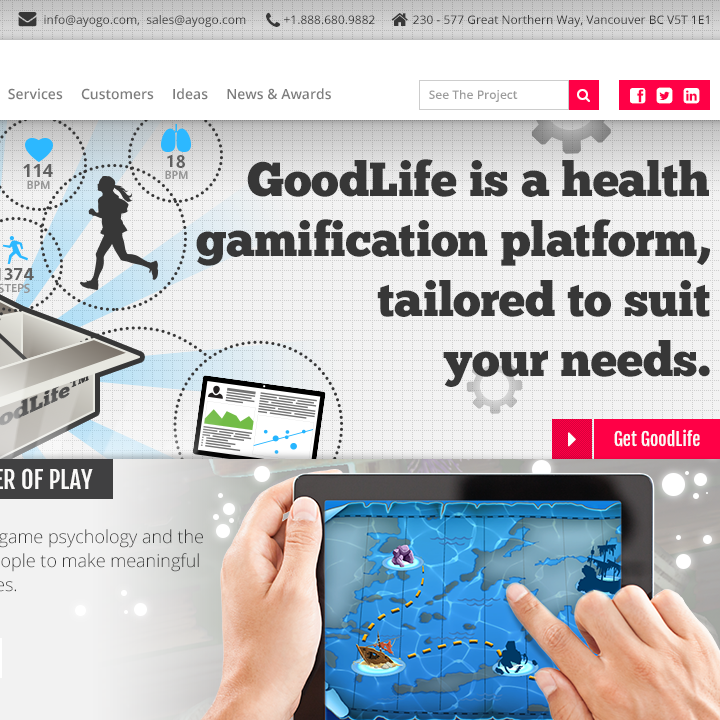 info@ayogo.com, sales@ayogo.com +1.888.680.9882 230 - 577 Great Northern Way, Vancouver BC V5T 1E1
Services Customers Ideas News & Awards See The Project
114
BPM
18
BPM
1374
STEPS
GoodLife is a health
gamification platform,
tailored to suit
your needs.
oodLife™
Get GoodLife
ER OF PLAY
game psychology and the
ople to make meaningful
es.